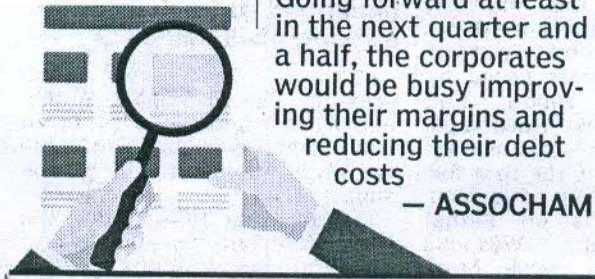 Going forward at least
in the next quarter and
a half, the corporates
would be busy improv-
ing their margins and
reducing their debt
costs
— ASSOCHAM